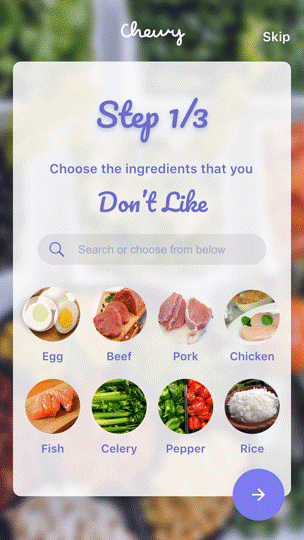 Chewy
Skip
Step 1/3
Choose the ingredients that you
Don't Like
Search or choose from below
Egg
Beef
Pork
Chicken
Fish
Celery
Pepper
Rice